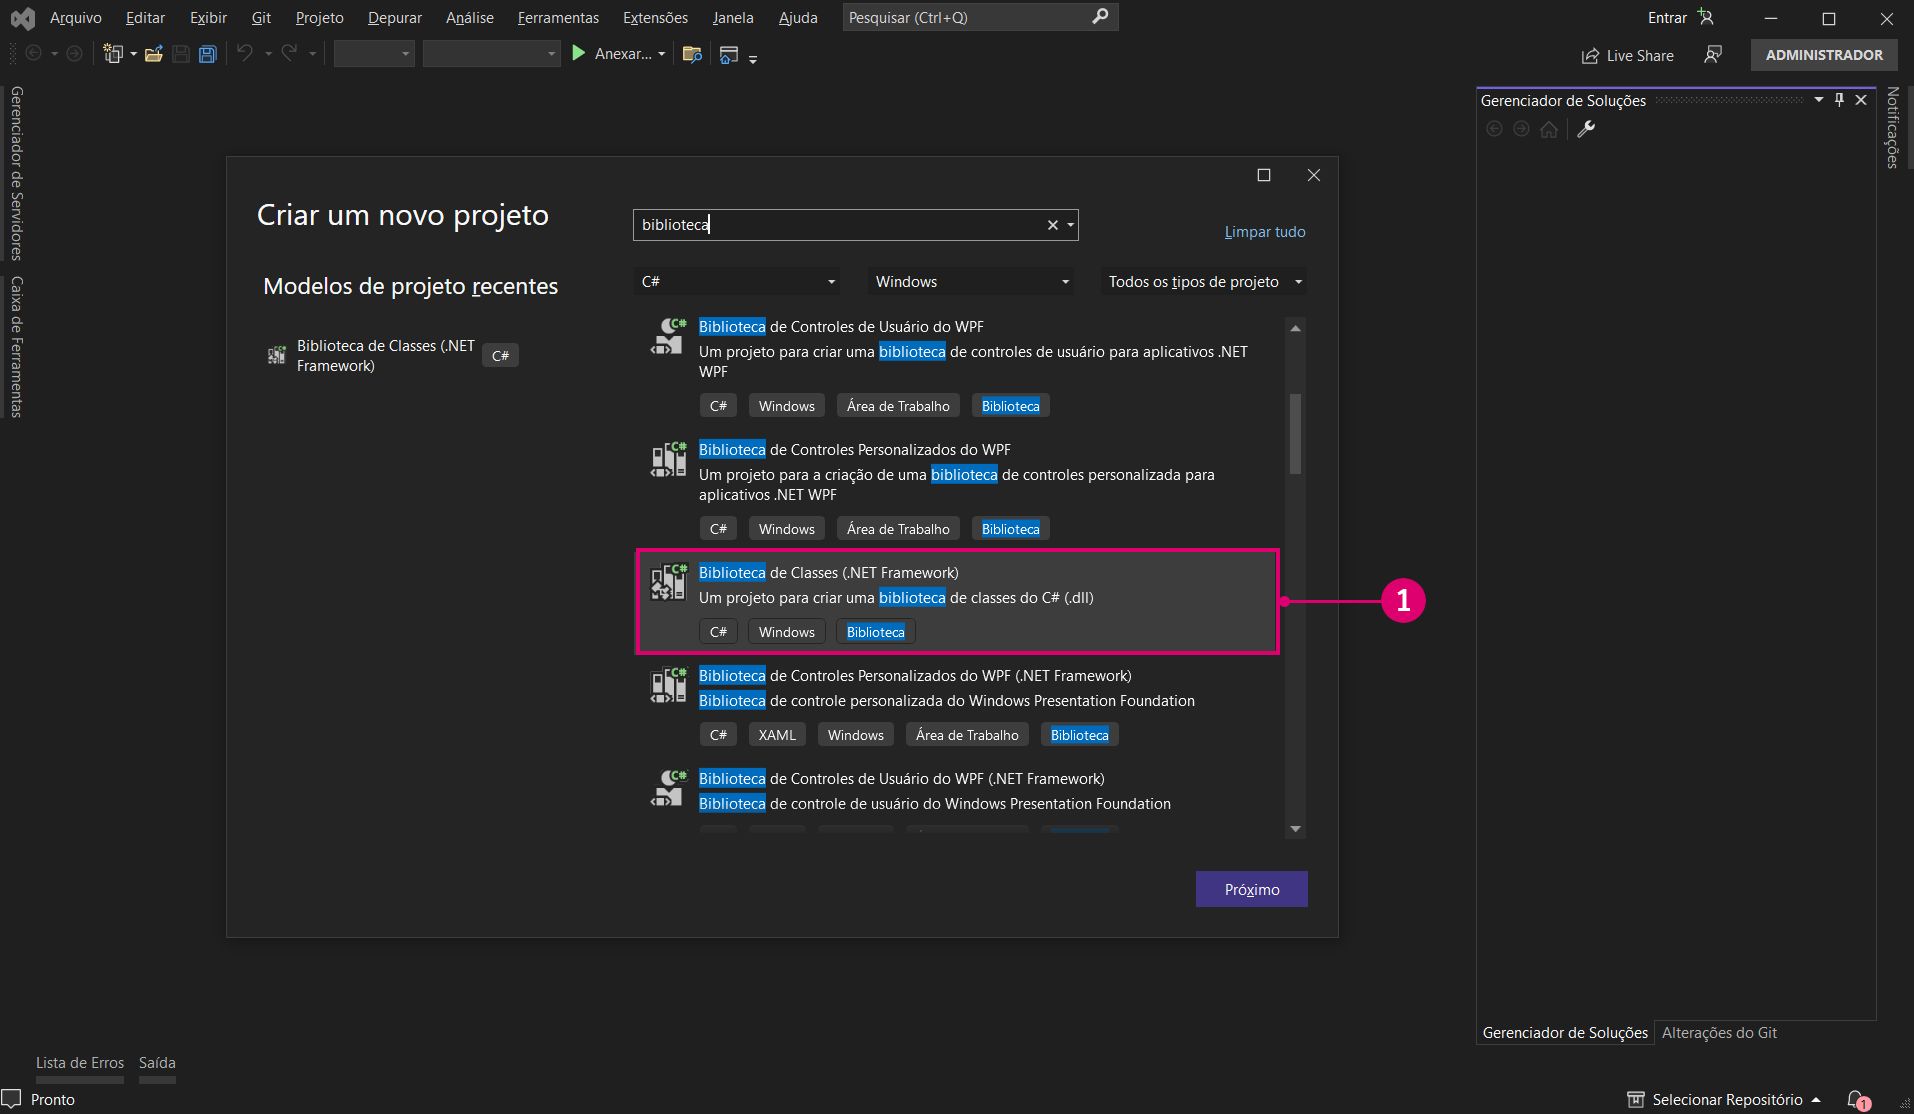 Arquivo Editar Exibir Git Projeto Depurar Análise Ferramentas Extensões Janela Ajuda Pesquisar (Ctrl+Q) Entrar
Anexar... Live Share ADMINISTRADOR
Gerenciador de Servidores
Caixa de Ferramentas
Criar um novo projeto
biblioteca
Limpar tudo
Modelos de projeto recentes
Biblioteca de Classes (.NET
Framework)
C#
C# Windows Todos os tipos de projeto
Biblioteca de Controles de Usuário do WPF
Um projeto para criar uma biblioteca de controles de usuário para aplicativos .NET
WPF
C# Windows Área de Trabalho Biblioteca
Biblioteca de Controles Personalizados do WPF
Um projeto para a criação de uma biblioteca de controles personalizada para
aplicativos .NET WPF
C# Windows Área de Trabalho Biblioteca
Biblioteca de Classes (.NET Framework)
Um projeto para criar uma biblioteca de classes do C# (.dll)
C# Windows Biblioteca
1
Biblioteca de Controles Personalizados do WPF (.NET Framework)
Biblioteca de controle personalizada do Windows Presentation Foundation
C# XAML Windows Área de Trabalho Biblioteca
Biblioteca de Controles de Usuário do WPF (.NET Framework)
Biblioteca de controle de usuário do Windows Presentation Foundation
Próximo
Gerenciador de Soluções
Notificações
Gerenciador de Soluções Alterações do Git
Lista de Erros Saída
Pronto
Selecionar Repositório 1